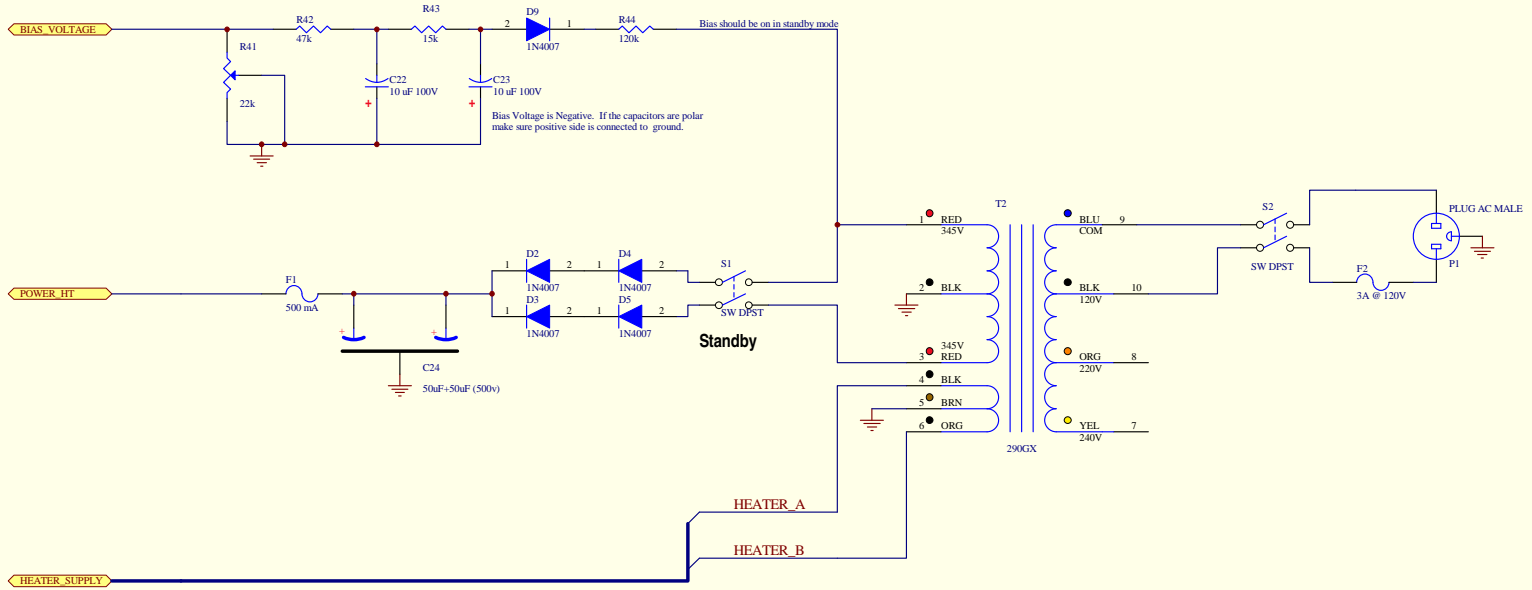 BIAS_VOLTAGE
R42
47k
R43
15k
D9
2 1
1N4007
R44
120k
Bias should be on in standby mode
R41
22k
C22
10 uF 100V
+
C23
10 uF 100V
+
Bias Voltage is Negative. If the capacitors are polar
make sure positive side is connected to ground.
POWER_HT
F1
500 mA
+
+
C24
50uF+50uF (500v)
D2
1 2
1N4007
D4
1 2
1N4007
D3
1 2
1N4007
D5
1 2
1N4007
S1
SW DPST
Standby
T2
1 RED
345V
2 BLK
345V
3 RED
4 BLK
5 BRN
6 ORG
290GX
BLU 9
COM
BLK 10
120V
ORG 8
220V
YEL 7
240V
S2
SW DPST
F2
3A @ 120V
PLUG AC MALE
P1
HEATER_A
HEATER_B
HEATER_SUPPLY